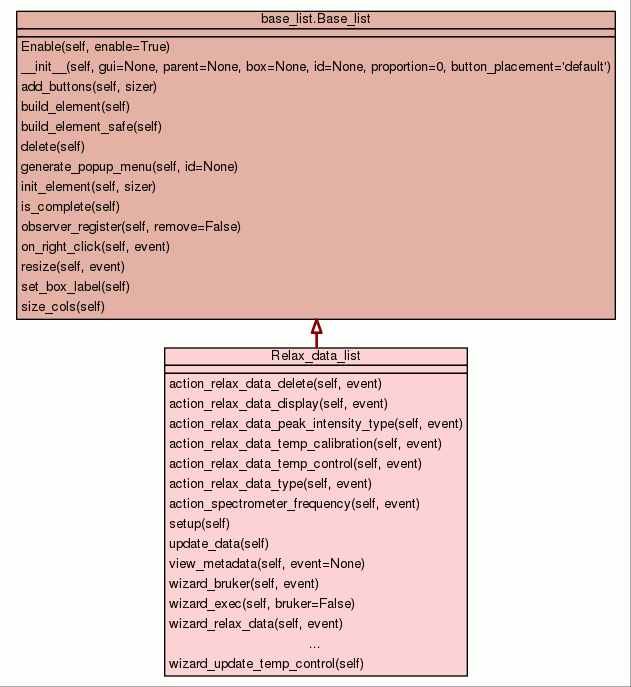 base_list.Base_list
Enable(self, enable=True)
__init__(self, gui=None, parent=None, box=None, id=None, proportion=0, button_placement='default')
add_buttons(self, sizer)
build_element(self)
build_element_safe(self)
delete(self)
generate_popup_menu(self, id=None)
init_element(self, sizer)
is_complete(self)
observer_register(self, remove=False)
on_right_click(self, event)
resize(self, event)
set_box_label(self)
size_cols(self)
Relax_data_list
action_relax_data_delete(self, event)
action_relax_data_display(self, event)
action_relax_data_peak_intensity_type(self, event)
action_relax_data_temp_calibration(self, event)
action_relax_data_temp_control(self, event)
action_relax_data_type(self, event)
action_spectrometer_frequency(self, event)
setup(self)
update_data(self)
view_metadata(self, event=None)
wizard_bruker(self, event)
wizard_exec(self, bruker=False)
wizard_relax_data(self, event)
...
wizard_update_temp_control(self)